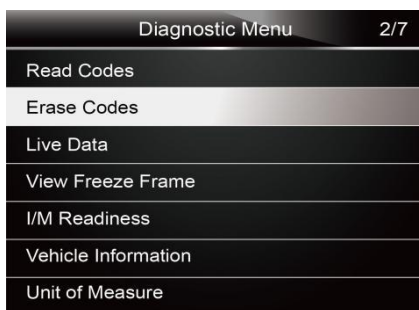 Diagnostic Menu 2/7
Read Codes
Erase Codes
Live Data
View Freeze Frame
I/M Readiness
Vehicle Information
Unit of Measure